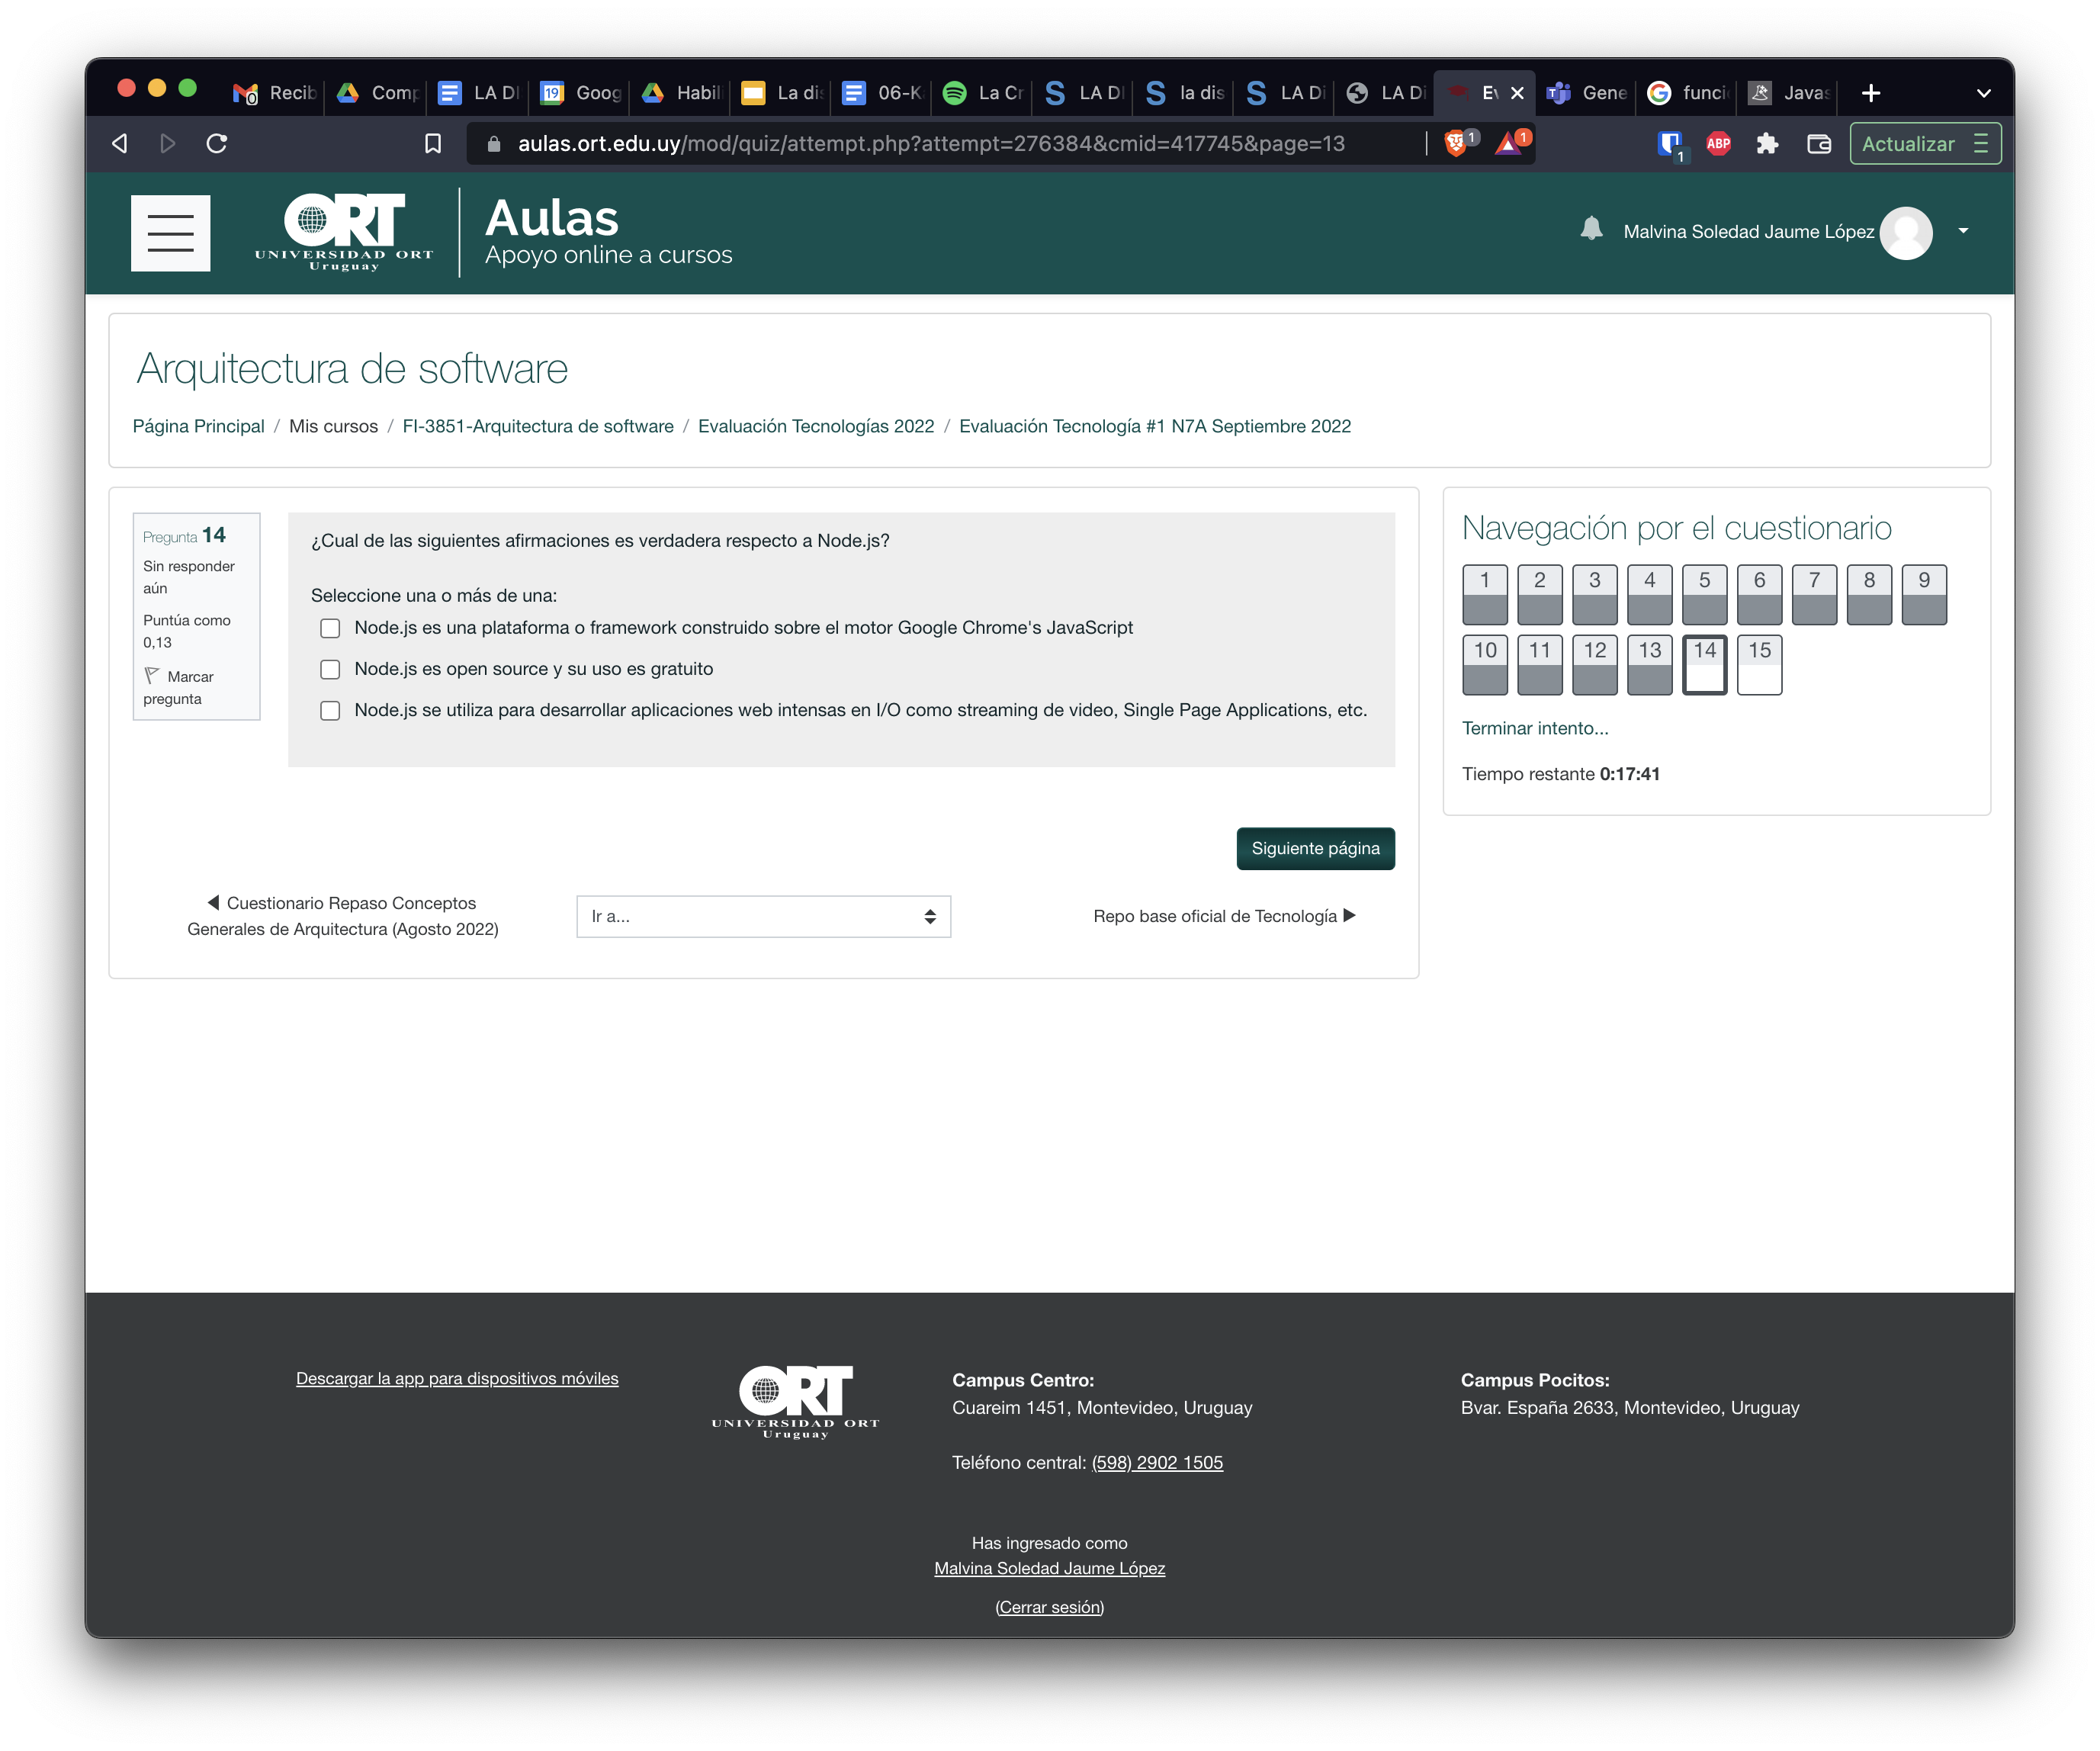 Recib
Comp
LA DI
19
Goog
Habil
La dis
06-K
La Cr
LA DI
la dis
LA Di
LA Di
Ev
Gene
funci
Javas
aulas.ort.edu.uy/mod/quiz/attempt.php?attempt=276384&cmid=417745&page=13
1
1
1
ABP
Actualizar
ORT
UNIVERSIDAD ORT
Uruguay
Aulas
Apoyo online a cursos
Malvina Soledad Jaume López
Arquitectura de software
Página Principal / Mis cursos / FI-3851-Arquitectura de software / Evaluación Tecnologías 2022 / Evaluación Tecnología #1 N7A Septiembre 2022
Pregunta 14
Sin responder
aún
Puntúa como
0,13
Marcar
pregunta
¿Cual de las siguientes afirmaciones es verdadera respecto a Node.js?
Seleccione una o más de una:
Node.js es una plataforma o framework construido sobre el motor Google Chrome's JavaScript
Node.js es open source y su uso es gratuito
Node.js se utiliza para desarrollar aplicaciones web intensas en I/O como streaming de video, Single Page Applications, etc.
Siguiente página
◀ Cuestionario Repaso Conceptos
Generales de Arquitectura (Agosto 2022)
Ir a...
Repo base oficial de Tecnología ▶
Navegación por el cuestionario
1 2 3 4 5 6 7 8 9
10 11 12 13 14 15
Terminar intento...
Tiempo restante 0:17:41
Descargar la app para dispositivos móviles
ORT
UNIVERSIDAD ORT
Uruguay
Campus Centro:
Cuareim 1451, Montevideo, Uruguay
Teléfono central: (598) 2902 1505
Campus Pocitos:
Bvar. España 2633, Montevideo, Uruguay
Has ingresado como
Malvina Soledad Jaume López
(Cerrar sesión)